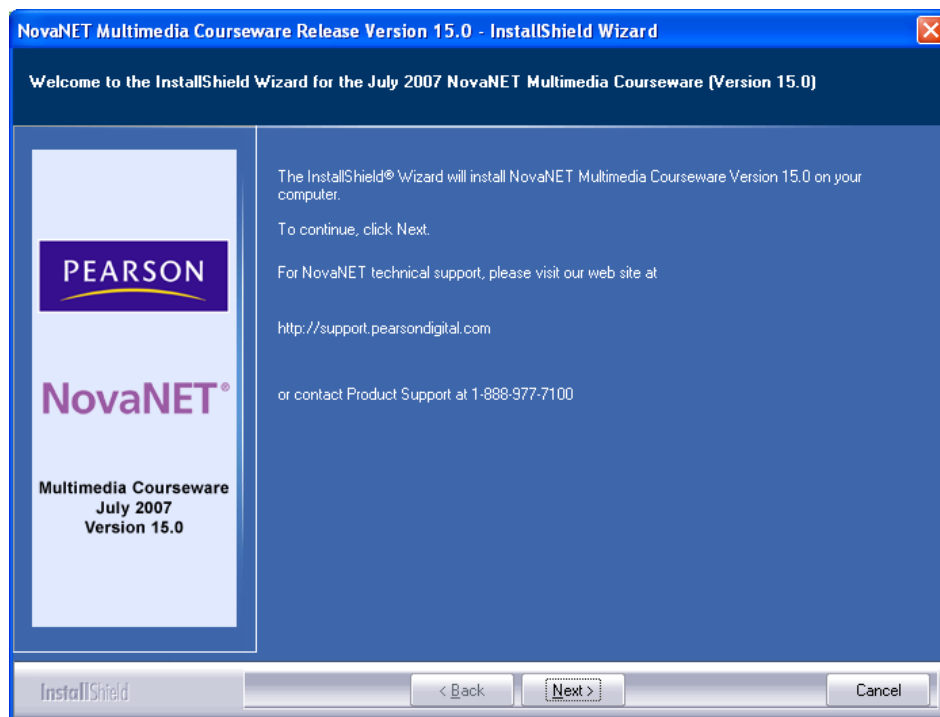 NovaNET Multimedia Courseware Release Version 15.0 - InstallShield Wizard
Welcome to the InstallShield Wizard for the July 2007 NovaNET Multimedia Courseware (Version 15.0)
PEARSON
NovaNET®
Multimedia Courseware
July 2007
Version 15.0
The InstallShield® Wizard will install NovaNET Multimedia Courseware Version 15.0 on your
computer.
To continue, click Next.
For NovaNET technical support, please visit our web site at
http://support.pearsondigital.com
or contact Product Support at 1-888-977-7100
InstallShield
< Back
Next >
Cancel